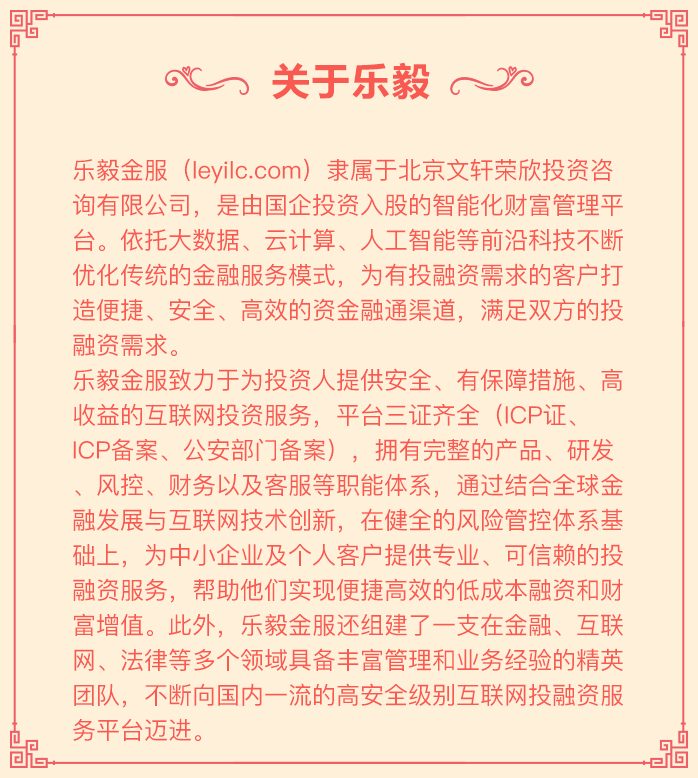 关于乐毅
乐毅金服（leyilc.com）隶属于北京文轩荣欣投资咨
询有限公司，是由国企投资入股的智能化财富管理平
台。依托大数据、云计算、人工智能等前沿科技不断
优化传统的金融服务模式，为有投融资需求的客户打
造便捷、安全、高效的资金融通渠道，满足双方的投
融资需求。
乐毅金服致力于为投资人提供安全、有保障措施、高
收益的互联网投资服务，平台三证齐全（ICP证、
ICP备案、公安部门备案），拥有完整的产品、研发
、风控、财务以及客服等职能体系，通过结合全球金
融发展与互联网技术创新，在健全的风险管控体系基
础上，为中小企业及个人客户提供专业、可信赖的投
融资服务，帮助他们实现便捷高效的低成本融资和财
富增值。此外，乐毅金服还组建了一支在金融、互联
网、法律等多个领域具备丰富管理和业务经验的精英
团队，不断向国内一流的高安全级别互联网投融资服
务平台迈进。